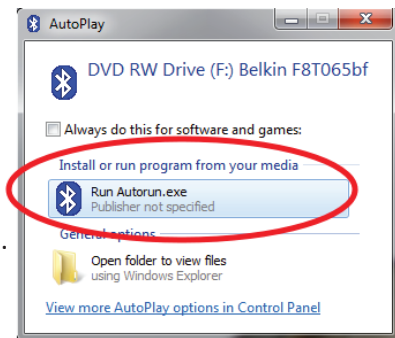 AutoPlay
DVD RW Drive (F:) Belkin F8T065bf
Always do this for software and games:
Install or run program from your media
Run Autorun.exe
Publisher not specified
General options
Open folder to view files
using Windows Explorer
View more AutoPlay options in Control Panel
.